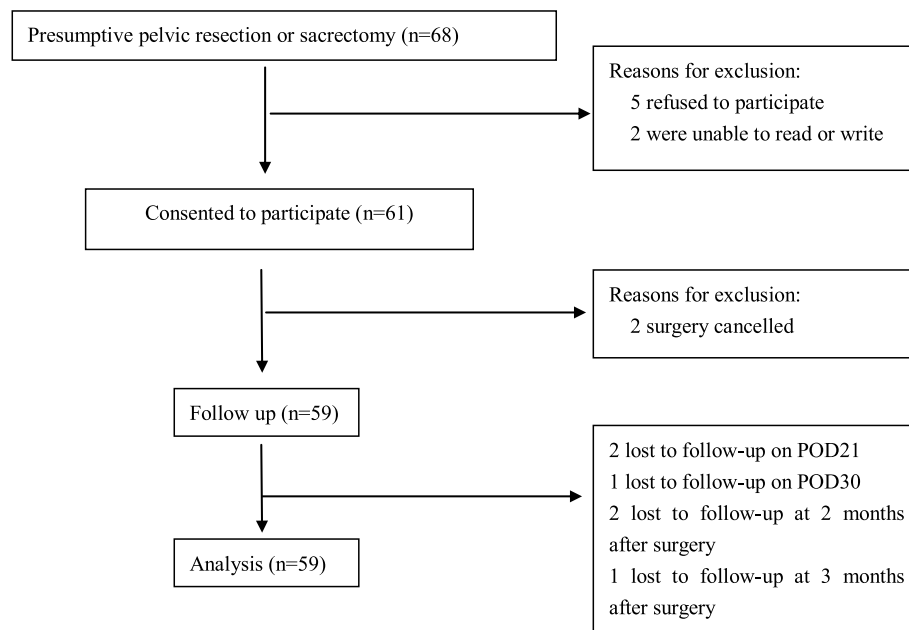 Presumptive pelvic resection or sacrectomy (n=68)
Reasons for exclusion:
5 refused to participate
2 were unable to read or write
Consented to participate (n=61)
Reasons for exclusion:
2 surgery cancelled
Follow up (n=59)
2 lost to follow-up on POD21
1 lost to follow-up on POD30
2 lost to follow-up at 2 months
after surgery
1 lost to follow-up at 3 months
after surgery
Analysis (n=59)